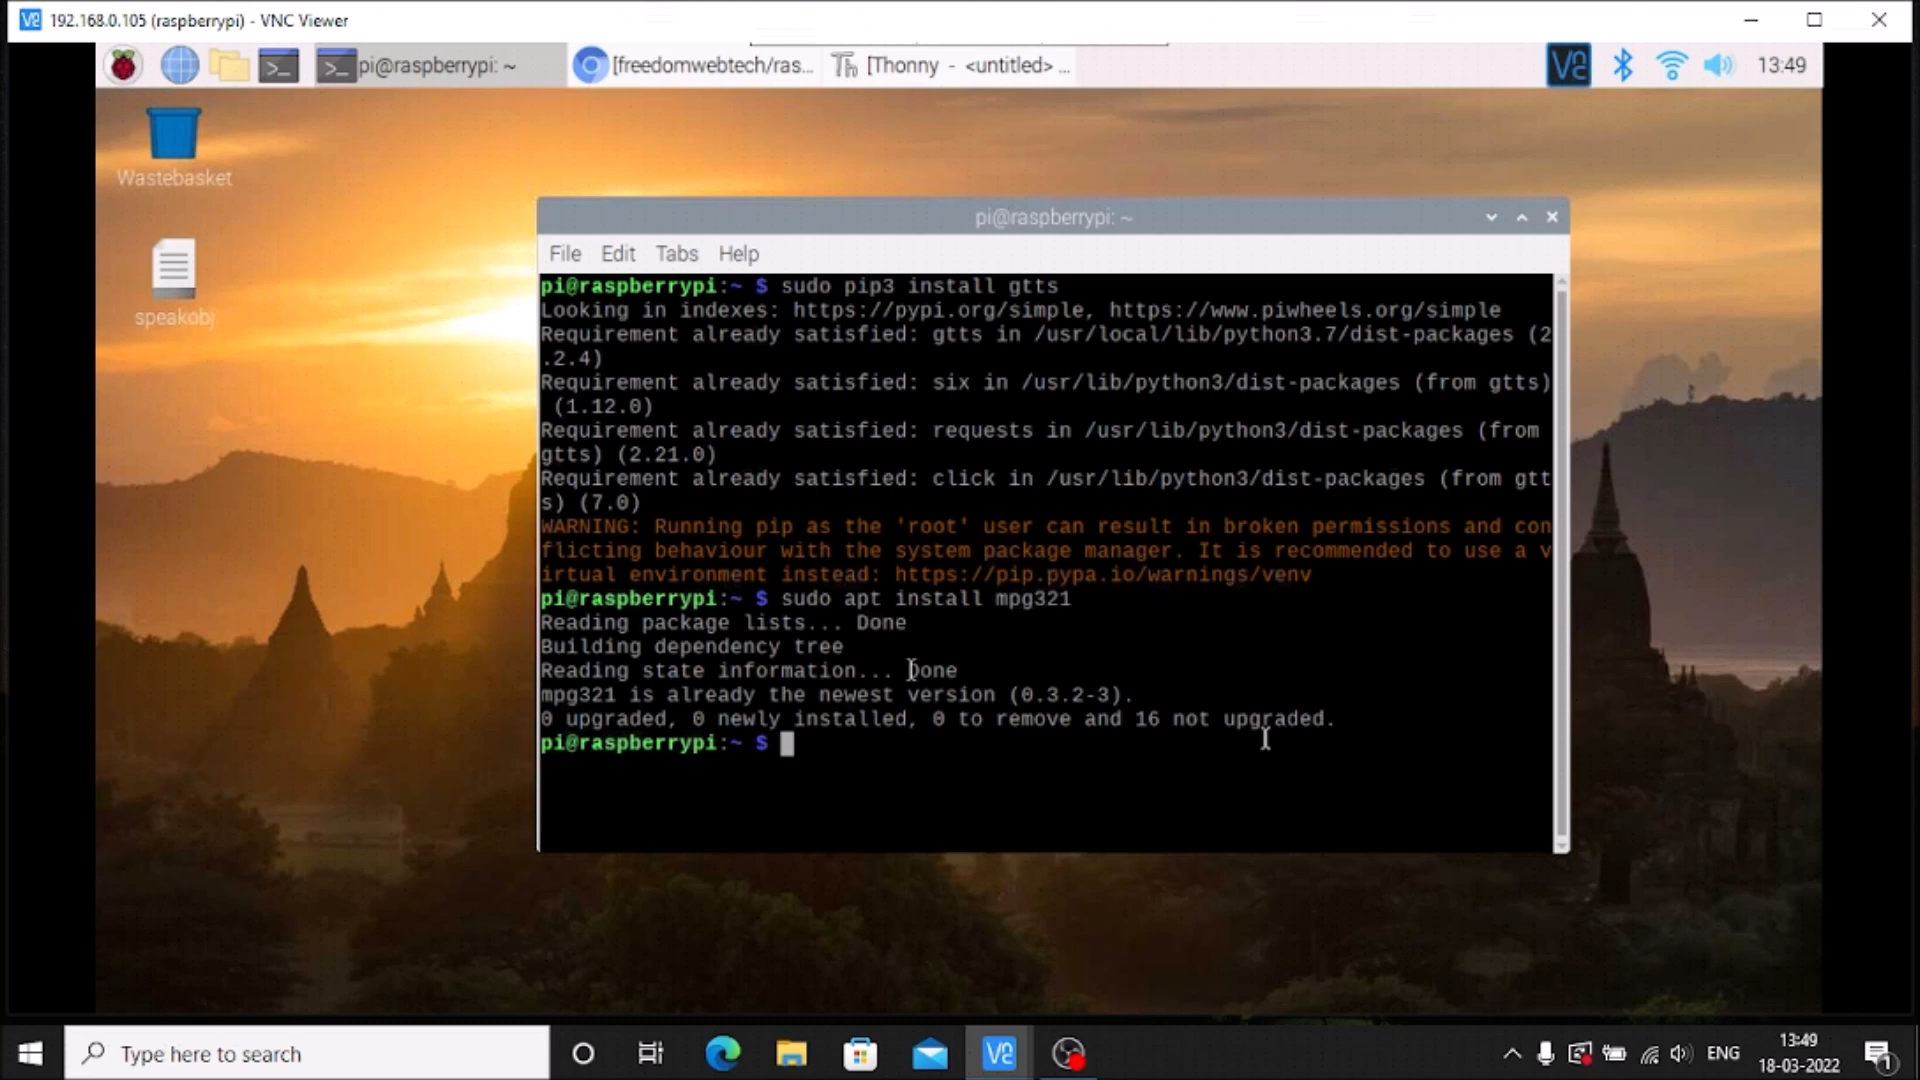 192.168.0.105 (raspberrypi) - VNC Viewer
pi@raspberrypi: ~
[freedomwebtech/ras...
[Thonny - <untitled> ...
13:49
Wastebasket
speakobj
pi@raspberrypi: ~
File Edit Tabs Help
pi@raspberrypi:~ $ sudo pip3 install gtts
Looking in indexes: https://pypi.org/simple, https://www.piwheels.org/simple
Requirement already satisfied: gtts in /usr/local/lib/python3.7/dist-packages (2
.2.4)
Requirement already satisfied: six in /usr/lib/python3/dist-packages (from gtts)
(1.12.0)
Requirement already satisfied: requests in /usr/lib/python3/dist-packages (from
gtts) (2.21.0)
Requirement already satisfied: click in /usr/lib/python3/dist-packages (from gtt
s) (7.0)
WARNING: Running pip as the 'root' user can result in broken permissions and con
flicting behaviour with the system package manager. It is recommended to use a v
irtual environment instead: https://pip.pypa.io/warnings/venv
pi@raspberrypi:~ $ sudo apt install mpg321
Reading package lists... Done
Building dependency tree
Reading state information... Done
mpg321 is already the newest version (0.3.2-3).
0 upgraded, 0 newly installed, 0 to remove and 16 not upgraded.
pi@raspberrypi:~ $
Type here to search
ENG
13:49
18-03-2022
1